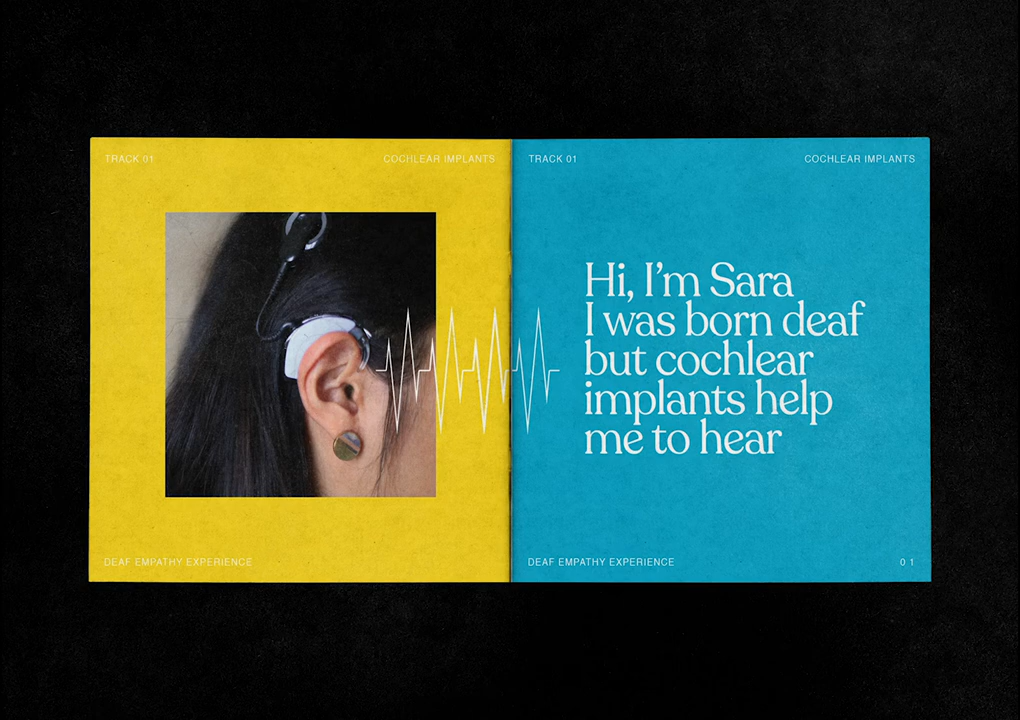 TRACK 01
COCHLEAR IMPLANTS
DEAF EMPATHY EXPERIENCE
TRACK 01
COCHLEAR IMPLANTS
Hi, I'm Sara
I was born deaf
but cochlear
implants help
me to hear
DEAF EMPATHY EXPERIENCE
01